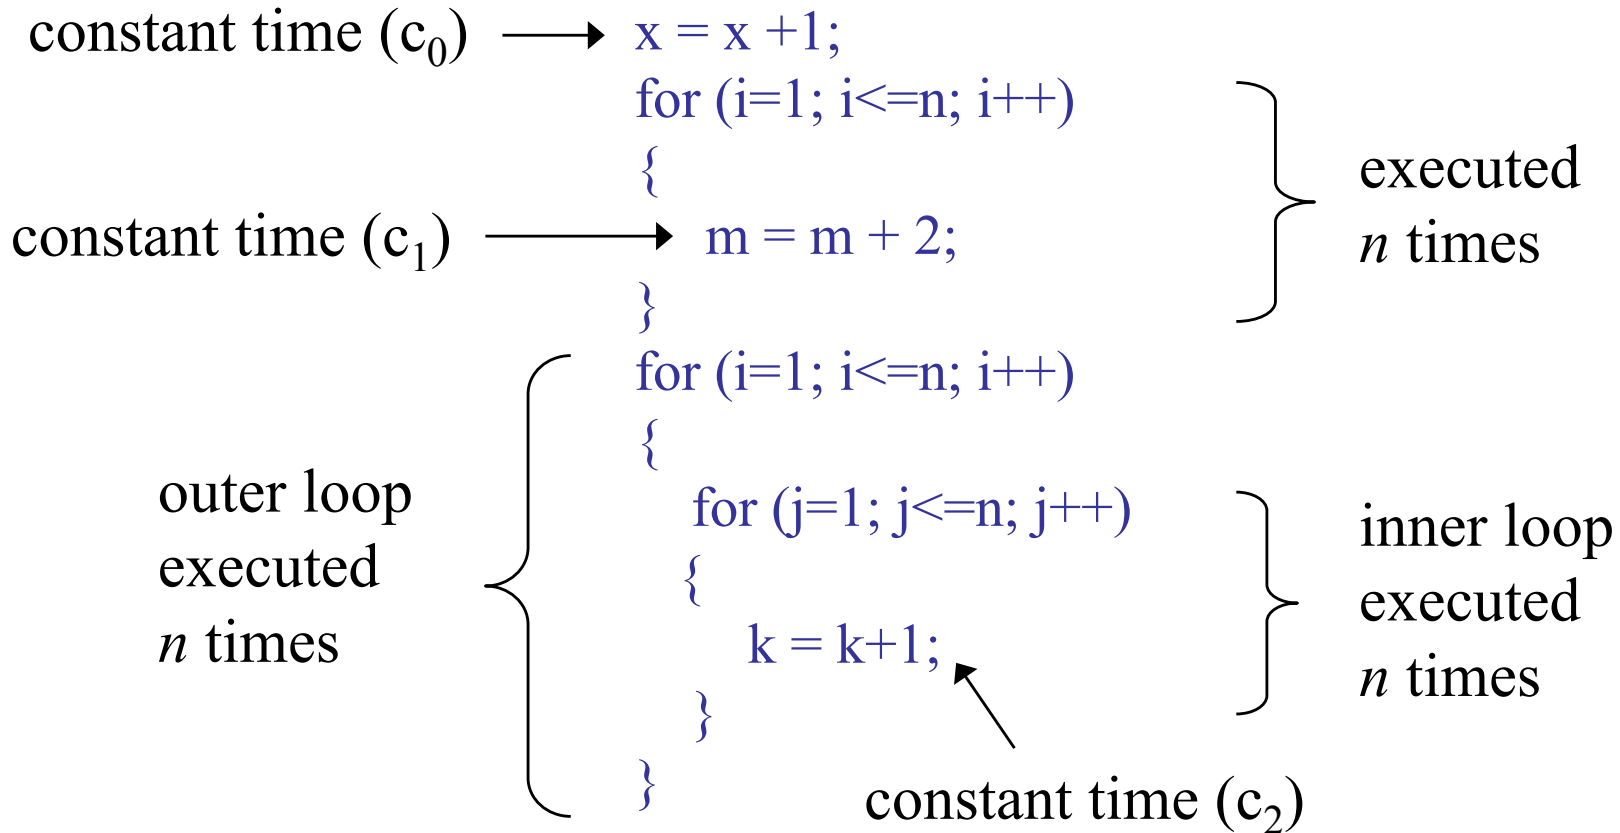 constant time (c₀)
x = x +1;
for (i=1; i<=n; i++)
{
constant time (c₁)
m = m + 2;
}
executed
n times
for (i=1; i<=n; i++)
{
outer loop
executed
n times
for (j=1; j<=n; j++)
{
k = k+1;
}
inner loop
executed
n times
}
constant time (c₂)